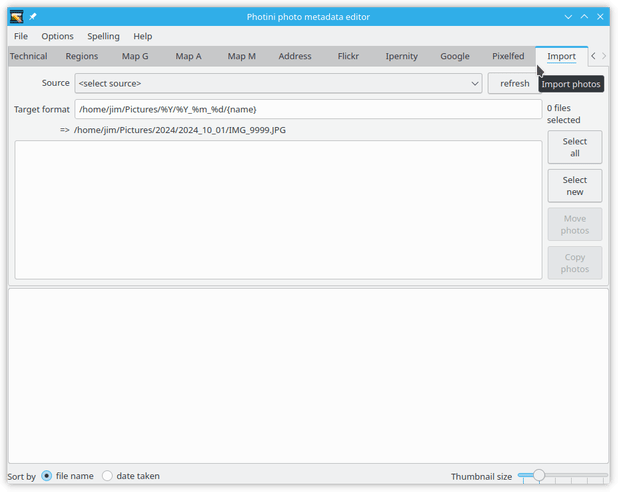 Photini photo metadata editor
File Options Spelling Help
Technical Regions Map G Map A Map M Address Flickr Ipernity Google Pixelfed Import
Source <select source> refresh Import photos
Target format /home/jim/Pictures/%Y/%Y_%m_%d/{name} 0 files
selected
=> /home/jim/Pictures/2024/2024_10_01/IMG_9999.JPG
Select
all
Select
new
Move
photos
Copy
photos
Sort by file name date taken Thumbnail size